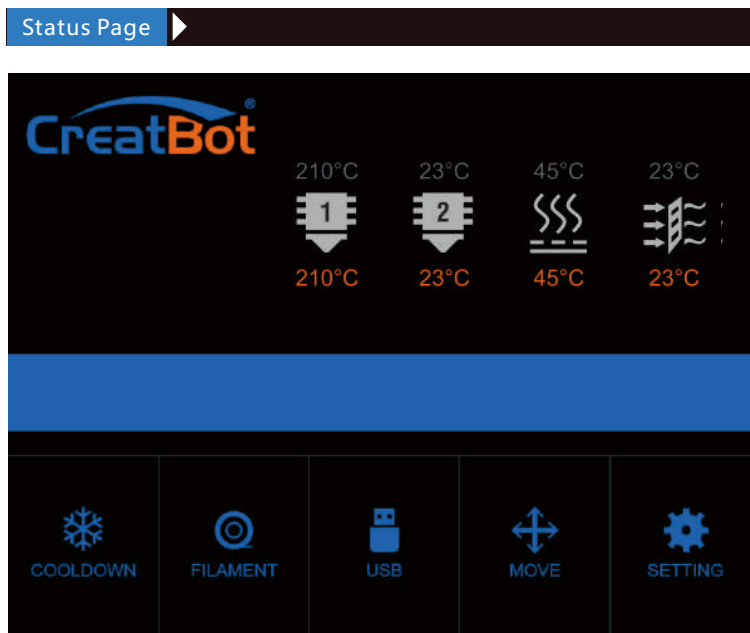 Status Page
CreatBot®
210°C 23°C 45°C 23°C
1 2
210°C 23°C 45°C 23°C
COOLDOWN FILAMENT USB MOVE SETTING